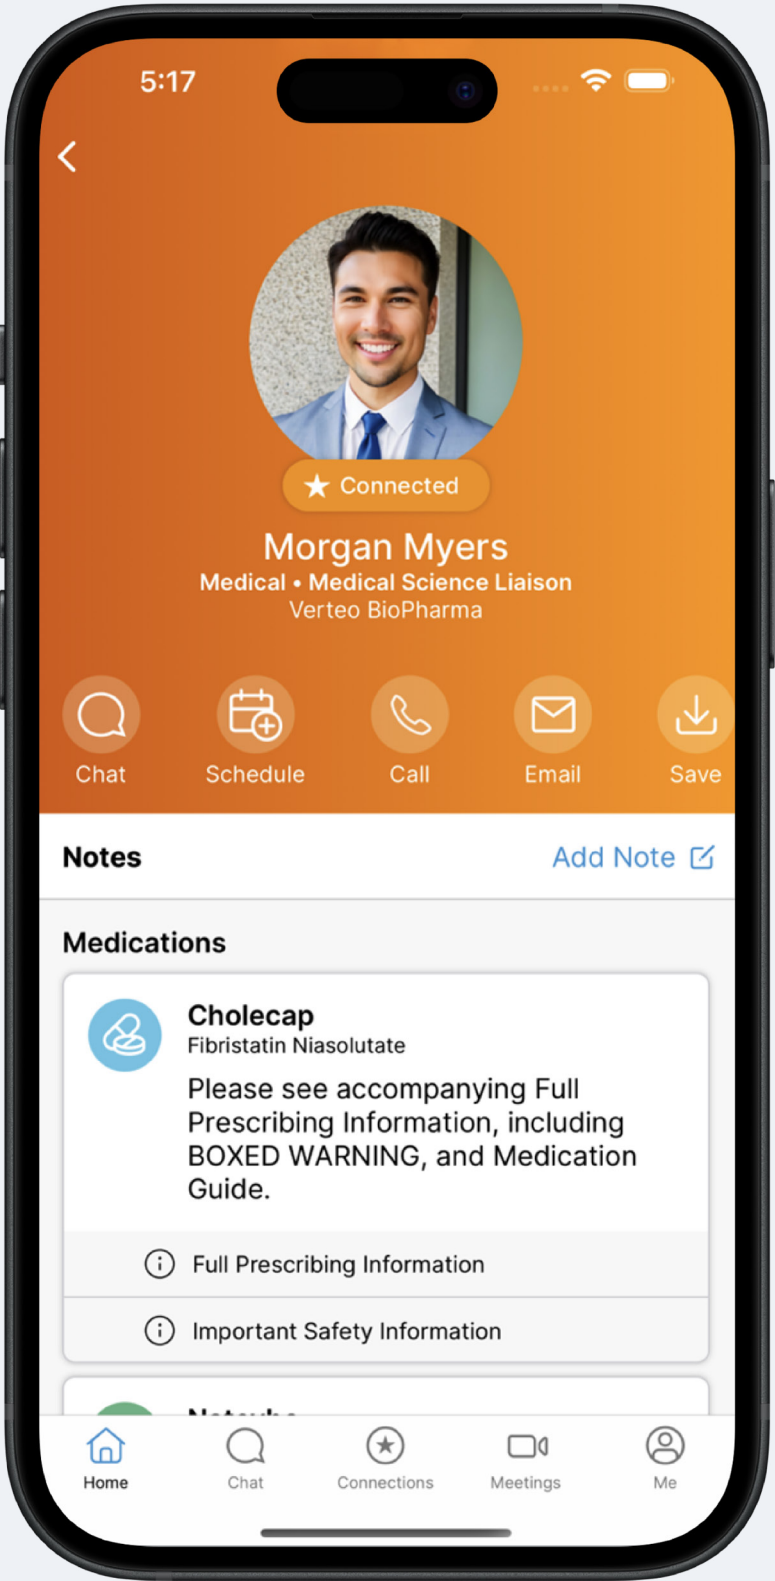 5:17
Connected
Morgan Myers
Medical • Medical Science Liaison
Verteo BioPharma
Chat
Schedule
Call
Email
Save
Notes
Add Note
Medications
Cholecap
Fibristatin Niasolutate
Please see accompanying Full
Prescribing Information, including
BOXED WARNING, and Medication
Guide.
Full Prescribing Information
Important Safety Information
Home
Chat
Connections
Meetings
Me